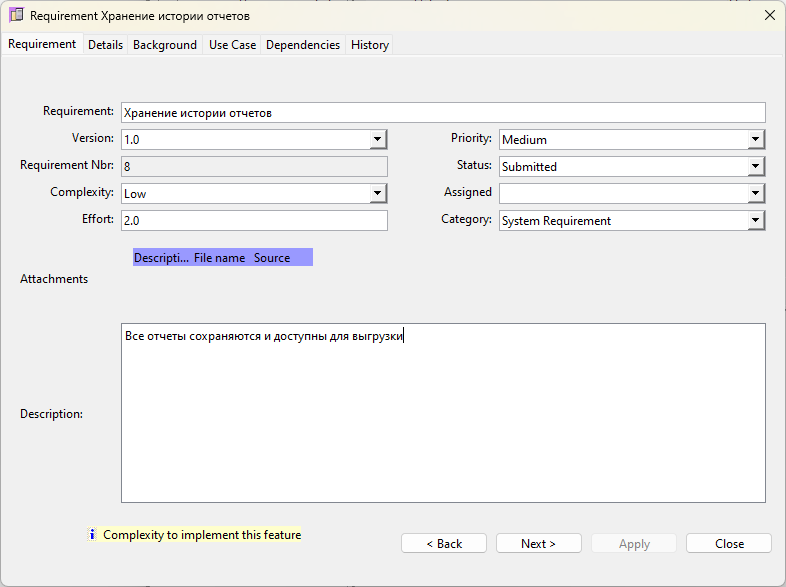 Requirement Хранение истории отчетов
Requirement Details Background Use Case Dependencies History
Requirement: Хранение истории отчетов
Version: 1.0 Priority: Medium
Requirement Nbr: 8 Status: Submitted
Complexity: Low Assigned
Effort: 2.0 Category: System Requirement
Descripti... File name Source
Attachments
Все отчеты сохраняются и доступны для выгрузки
Description:
i Complexity to implement this feature
< Back Next > Apply Close